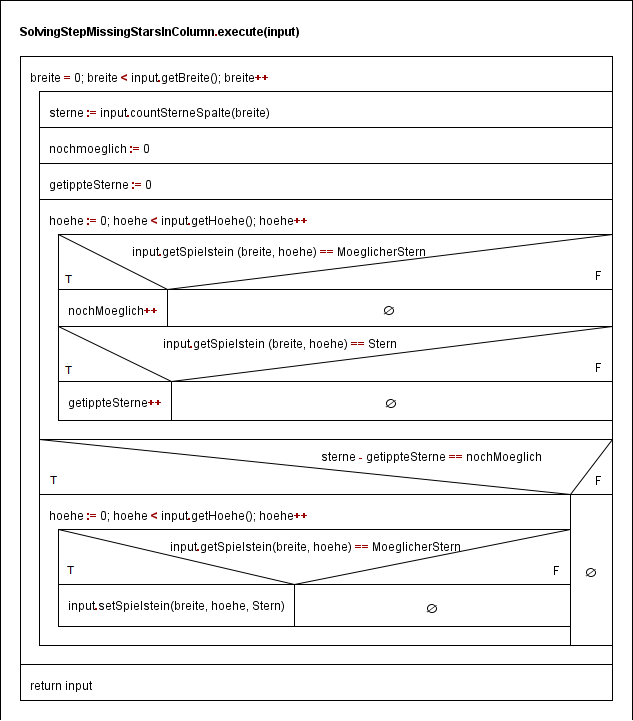 SolvingStepMissingStarsInColumn.execute(input)
breite = 0; breite < input.getBreite(); breite++
sterne := input.countSterneSpalte(breite)
nochmoeglich := 0
getippteSterne := 0
hoehe := 0; hoehe < input.getHoehe(); hoehe++
input.getSpielstein (breite, hoehe) == MoeglicherStern
T F
nochMoeglich++ ∅
input.getSpielstein (breite, hoehe) == Stern
T F
getippteSterne++ ∅
sterne - getippteSterne == nochMoeglich
T F
hoehe := 0; hoehe < input.getHoehe(); hoehe++
input.getSpielstein(breite, hoehe) == MoeglicherStern
T F
∅
input.setSpielstein(breite, hoehe, Stern) ∅
return input